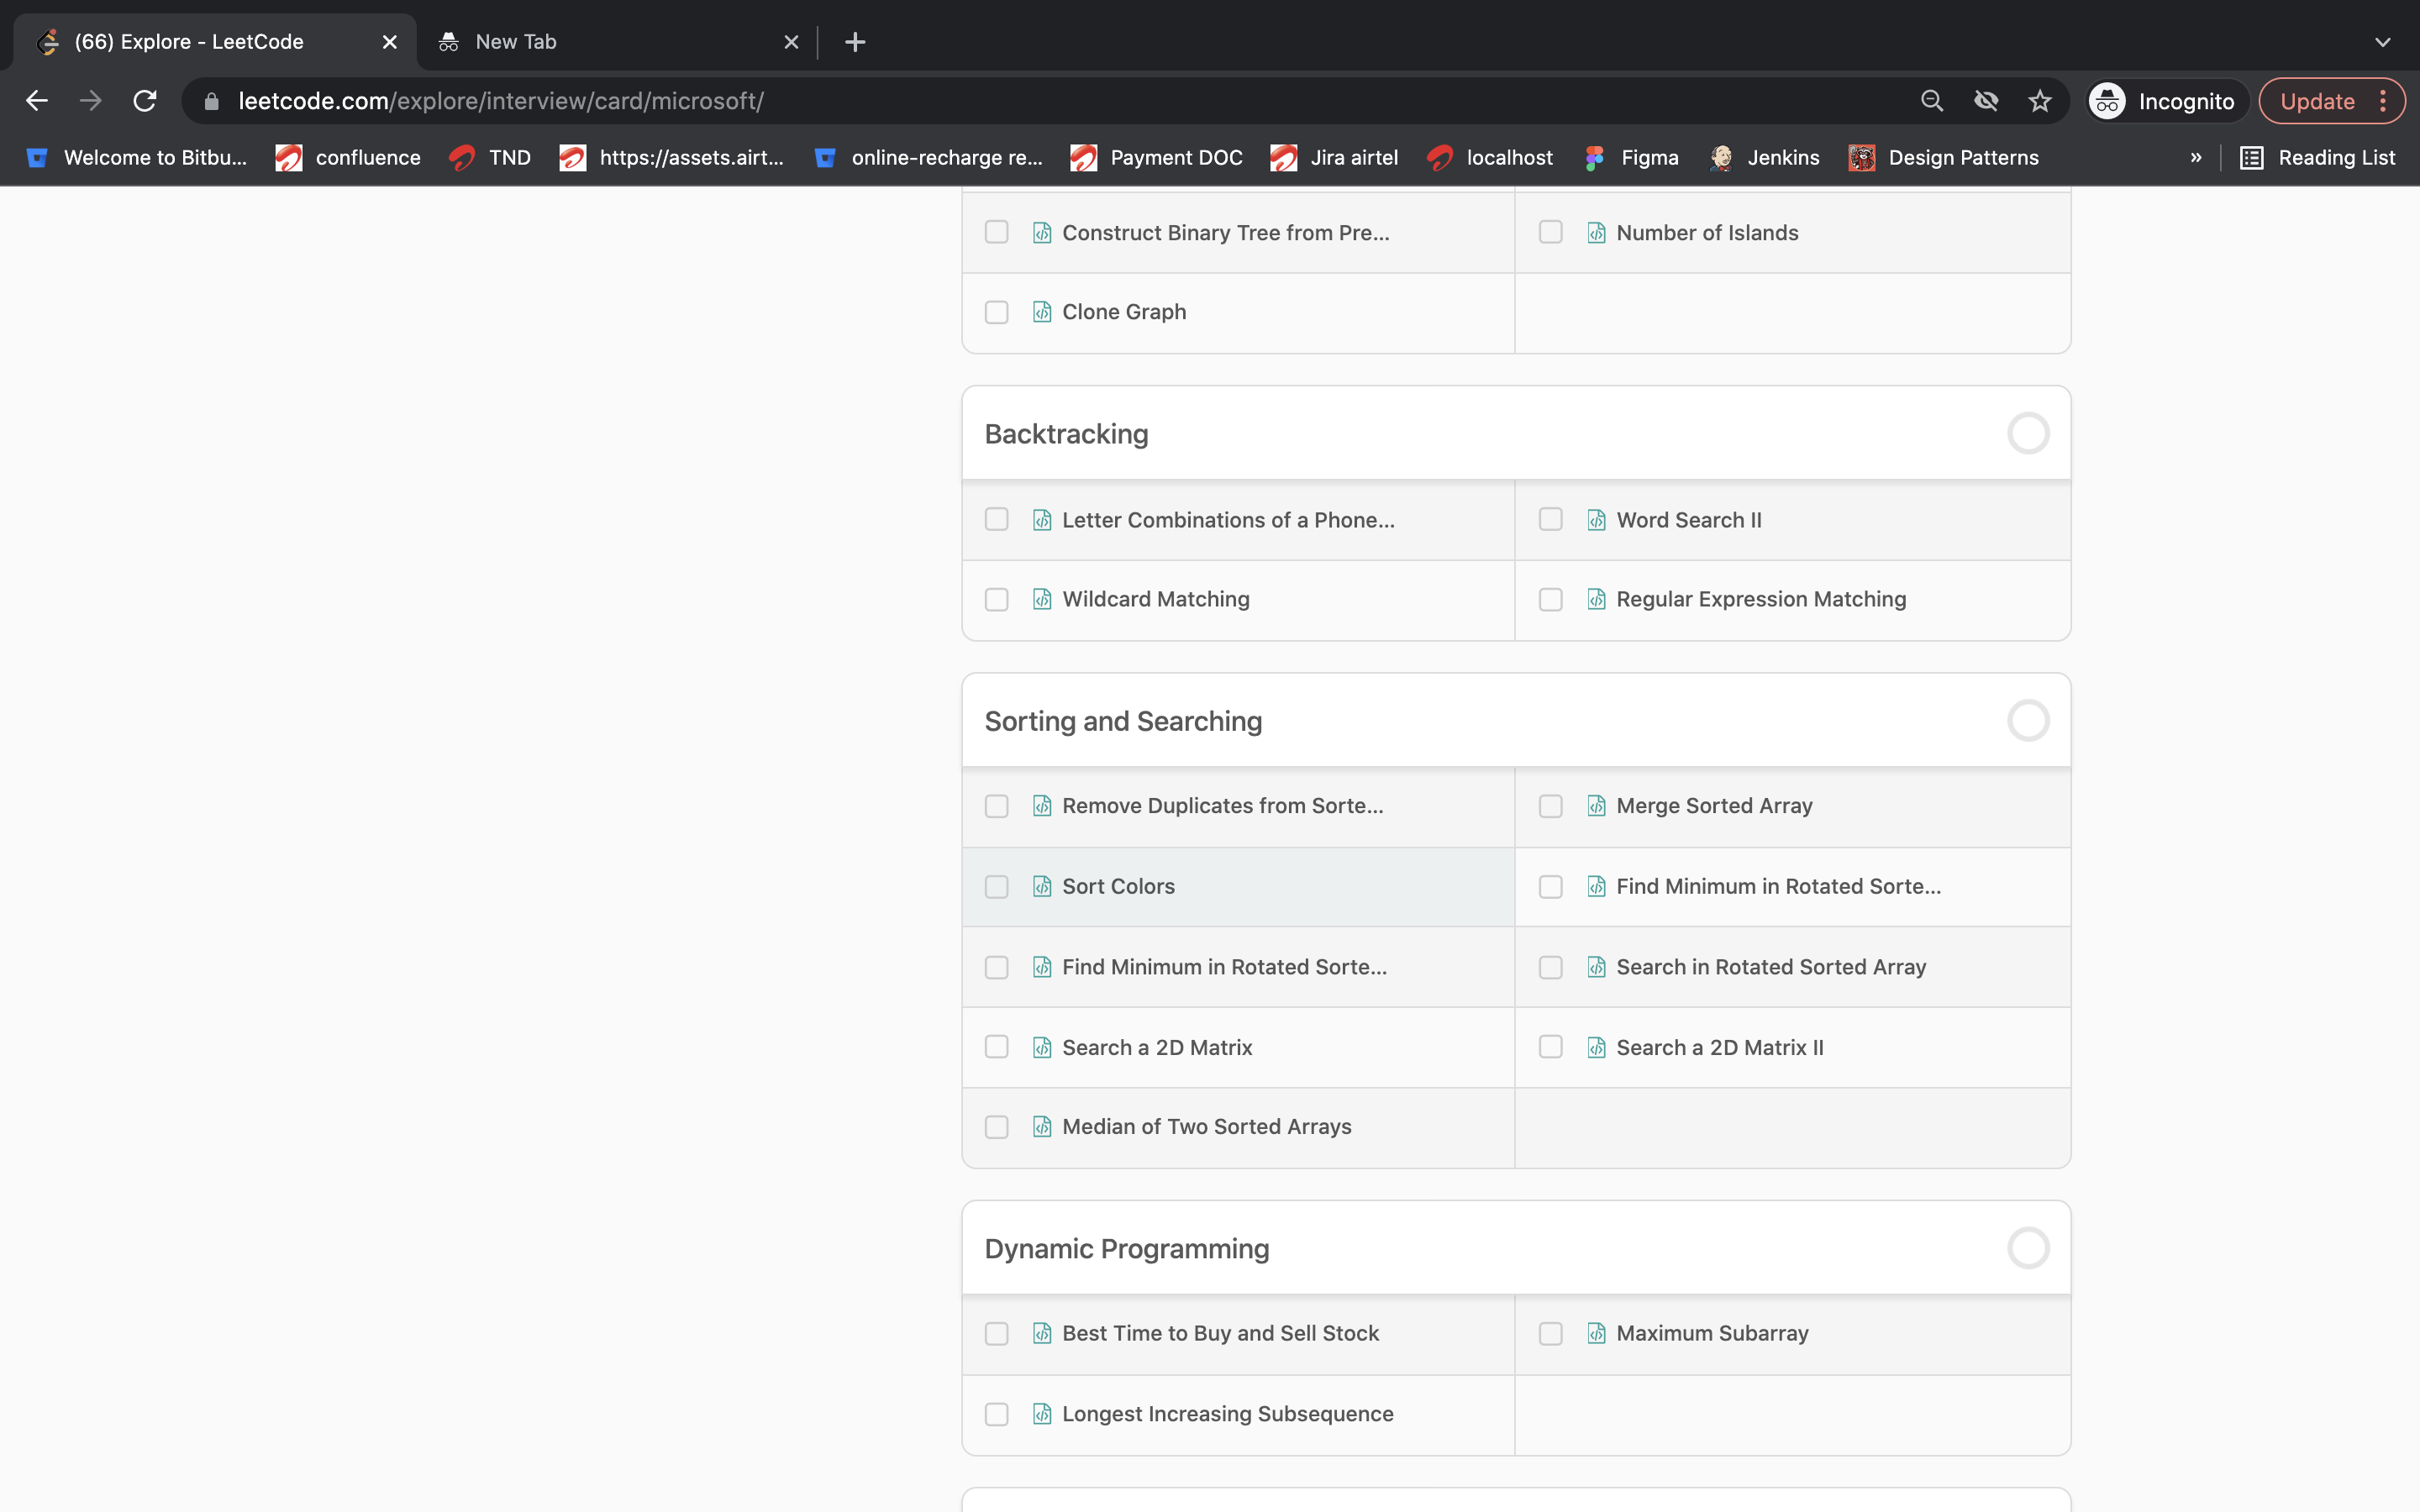 (66) Explore - LeetCode
New Tab
leetcode.com/explore/interview/card/microsoft/
Incognito
Update
Welcome to Bitbu...
confluence
TND
https://assets.airt...
online-recharge re...
Payment DOC
Jira airtel
localhost
Figma
Jenkins
Design Patterns
»
Reading List
Construct Binary Tree from Pre...
Number of Islands
Clone Graph
Backtracking
Letter Combinations of a Phone...
Word Search II
Wildcard Matching
Regular Expression Matching
Sorting and Searching
Remove Duplicates from Sorte...
Merge Sorted Array
Sort Colors
Find Minimum in Rotated Sorte...
Find Minimum in Rotated Sorte...
Search in Rotated Sorted Array
Search a 2D Matrix
Search a 2D Matrix II
Median of Two Sorted Arrays
Dynamic Programming
Best Time to Buy and Sell Stock
Maximum Subarray
Longest Increasing Subsequence